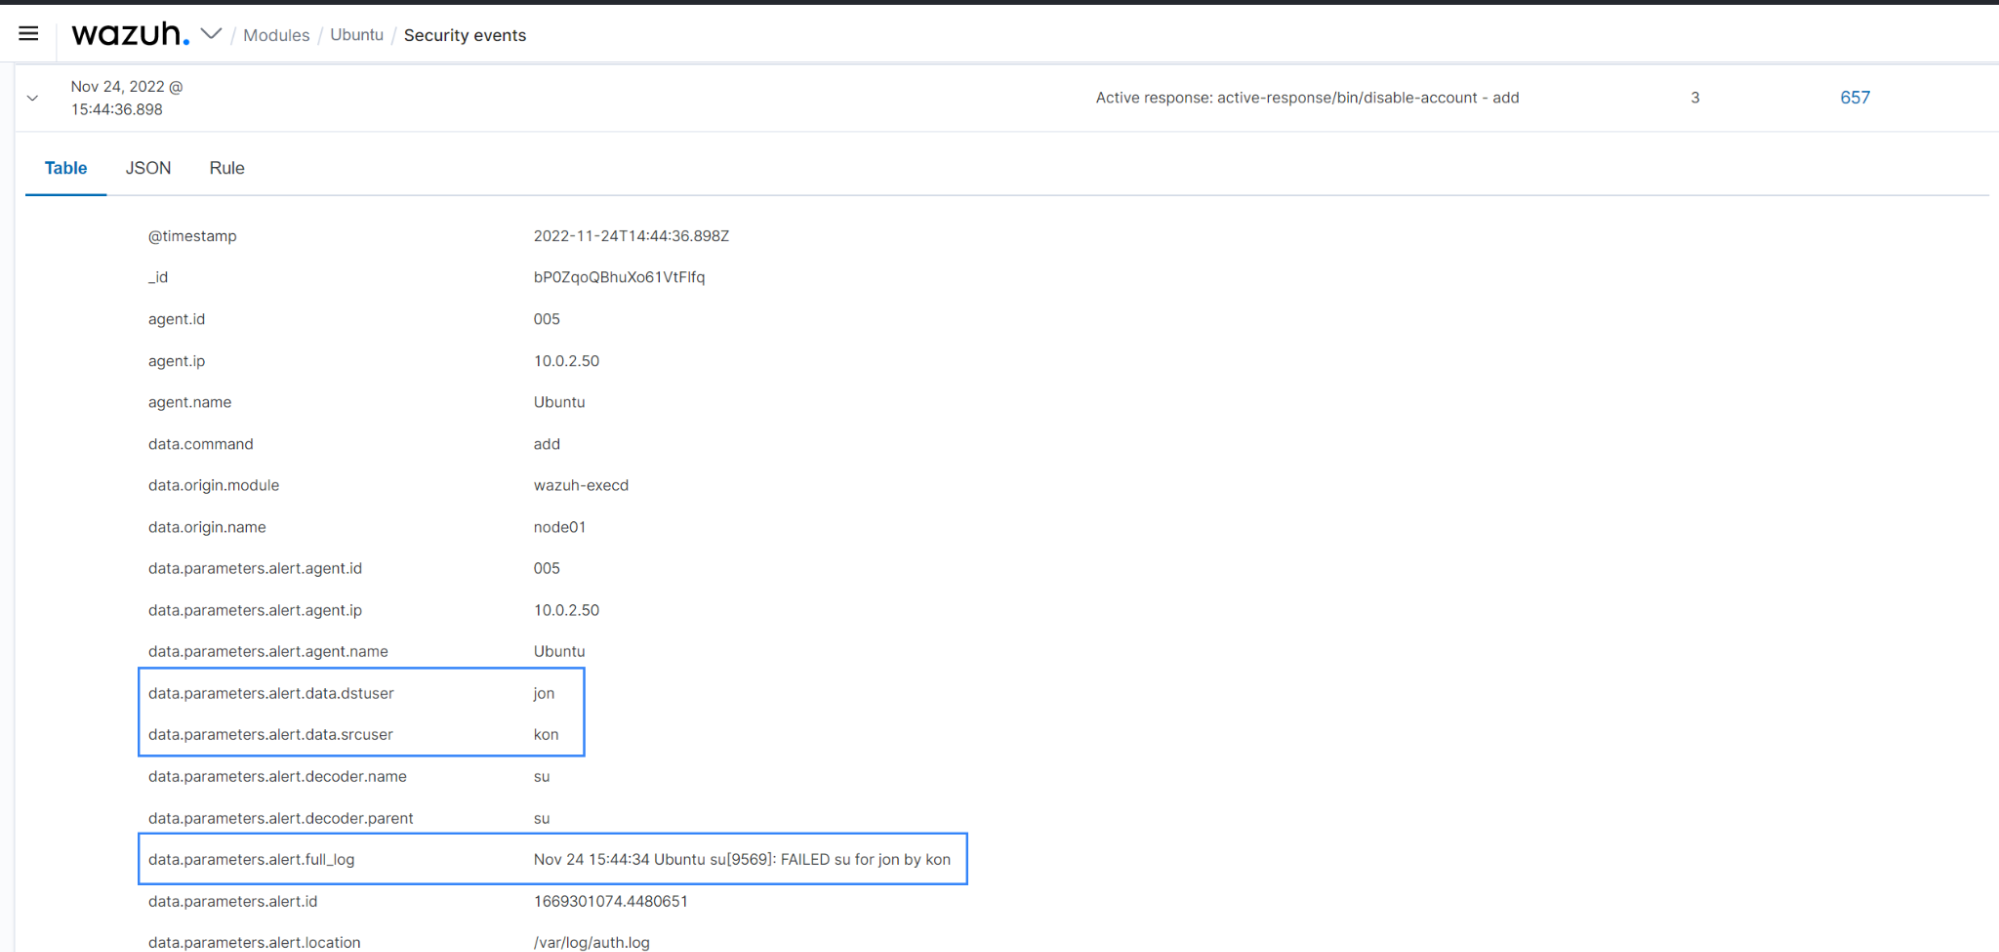 wazuh. / Modules / Ubuntu / Security events
Nov 24, 2022 @
15:44:36.898
Active response: active-response/bin/disable-account - add 3 657
Table JSON Rule
@timestamp 2022-11-24T14:44:36.898Z
_id bP0ZqoQBhuXo61VtFlfq
agent.id 005
agent.ip 10.0.2.50
agent.name Ubuntu
data.command add
data.origin.module wazuh-execd
data.origin.name node01
data.parameters.alert.agent.id 005
data.parameters.alert.agent.ip 10.0.2.50
data.parameters.alert.agent.name Ubuntu
data.parameters.alert.data.dstuser jon
data.parameters.alert.data.srcuser kon
data.parameters.alert.decoder.name su
data.parameters.alert.decoder.parent su
data.parameters.alert.full_log Nov 24 15:44:34 Ubuntu su[9569]: FAILED su for jon by kon
data.parameters.alert.id 1669301074.4480651
data.parameters.alert.location /var/log/auth.log